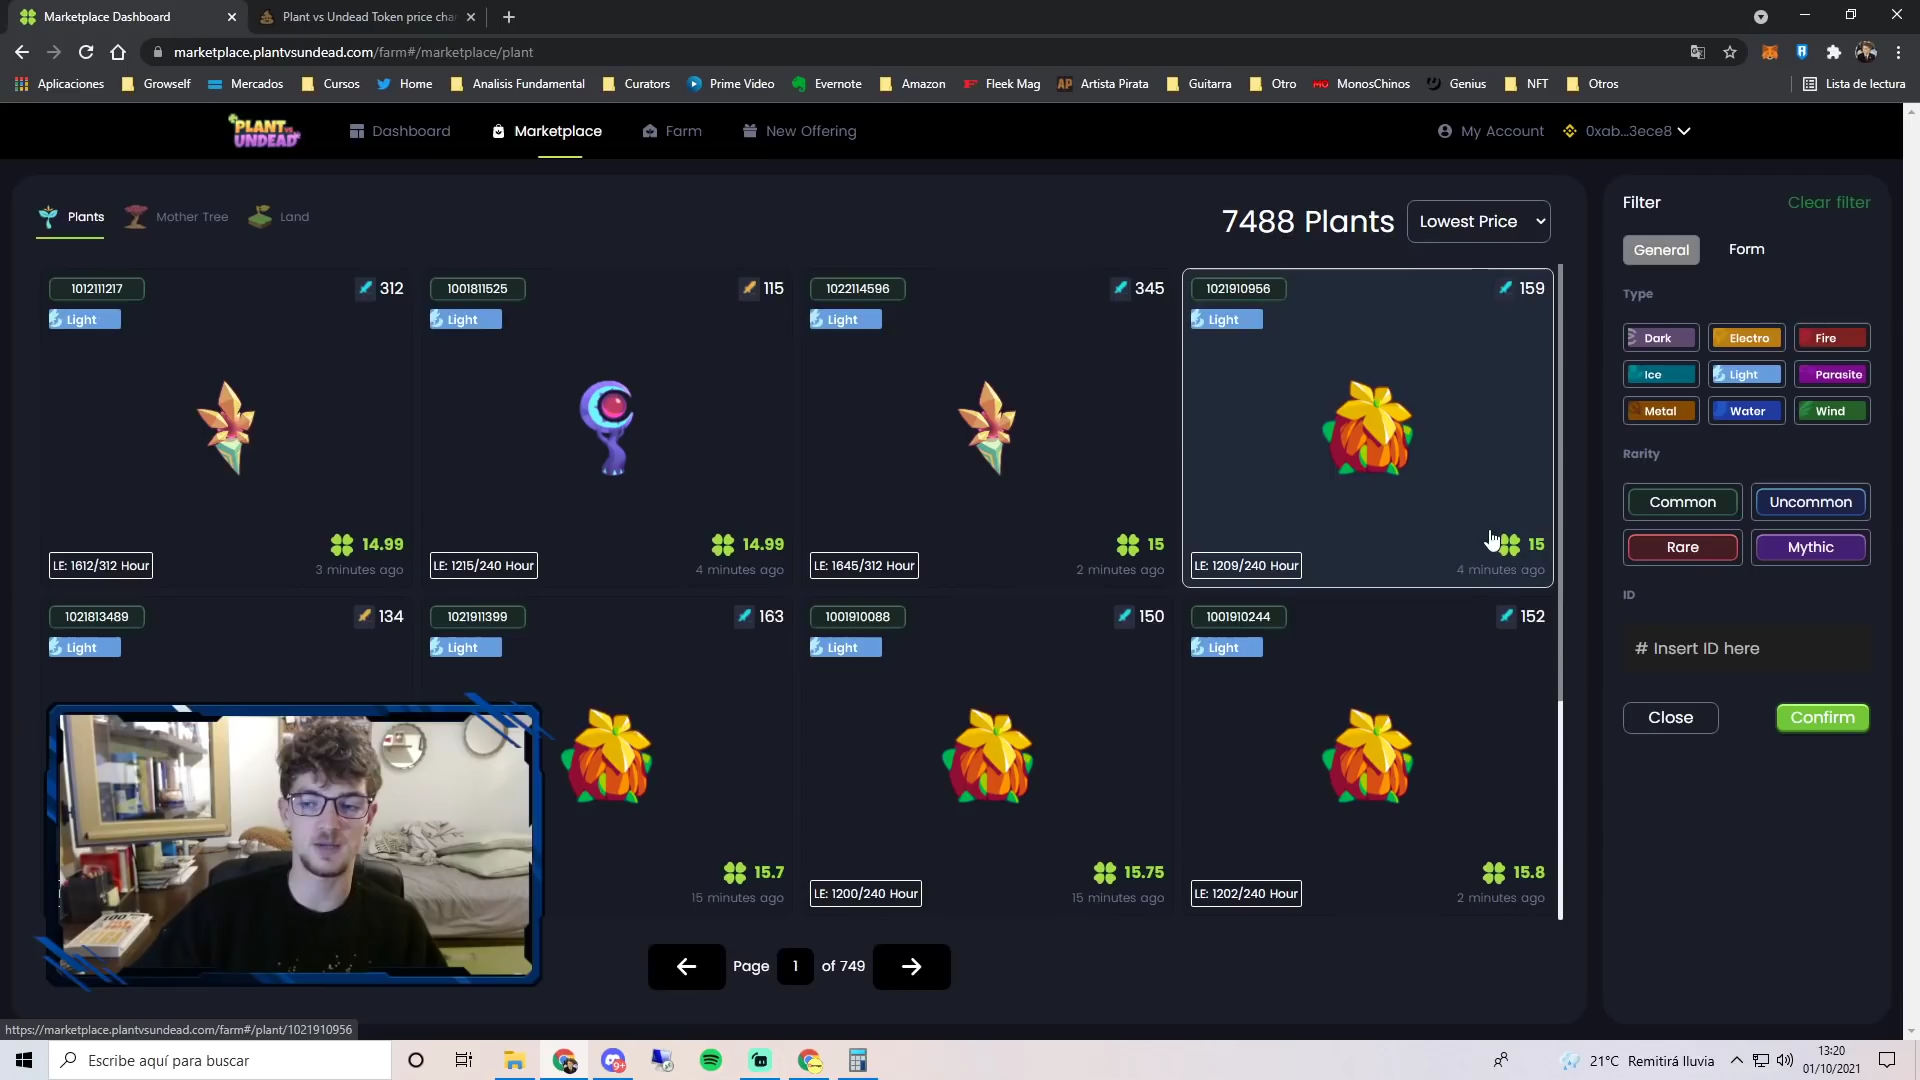 Marketplace Dashboard
Plant vs Undead Token price cha
marketplace.plantvsundead.com/farm#/marketplace/plant
Aplicaciones
Growself
Mercados
Cursos
Home
Analisis Fundamental
Curators
Prime Video
Evernote
Amazon
Fleek Mag
AP
Artista Pirata
Guitarra
Otro
MO
MonosChinos
Genius
NFT
Otros
Lista de lectura
PLANT VS UNDEAD
Dashboard
Marketplace
Farm
New Offering
My Account
0xab...3ece8
Plants
Mother Tree
Land
7488 Plants
Lowest Price
1012111217
312
Light
14.99
LE: 1612/312 Hour
3 minutes ago
1001811525
115
Light
14.99
LE: 1215/240 Hour
4 minutes ago
1022114596
345
Light
15
LE: 1645/312 Hour
2 minutes ago
1021910956
159
Light
15
LE: 1209/240 Hour
4 minutes ago
1021813489
134
Light
1021911399
163
Light
15.7
15 minutes ago
1001910088
150
Light
15.75
LE: 1200/240 Hour
15 minutes ago
1001910244
152
Light
15.8
LE: 1202/240 Hour
2 minutes ago
Page 1 of 749
Filter
Clear filter
General
Form
Type
Dark
Electro
Fire
Ice
Light
Parasite
Metal
Water
Wind
Rarity
Common
Uncommon
Rare
Mythic
ID
# Insert ID here
Close
Confirm
https://marketplace.plantvsundead.com/farm#/plant/1021910956
Escribe aquí para buscar
9+
21°C Remitirá lluvia
13:20
01/10/2021